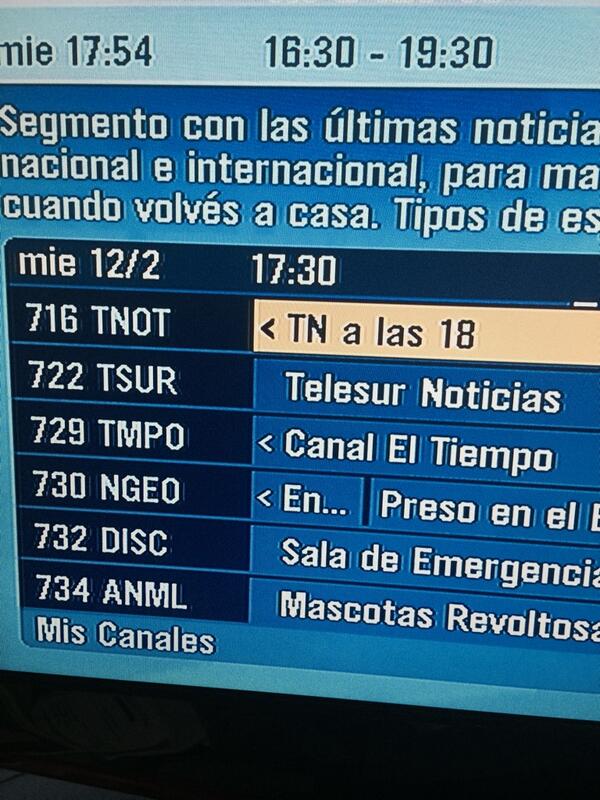 mie 17:54 16:30 - 19:30
Segmento con las últimas noticia
nacional e internacional, para ma
cuando volvés a casa. Tipos de es
mie 12/2 17:30
716 TNOT < TN a las 18
722 TSUR Telesur Noticias
729 TMPO < Canal El Tiempo
730 NGEO < En... Preso en el E
732 DISC Sala de Emergencia
734 ANML Mascotas Revoltosa
Mis Canales